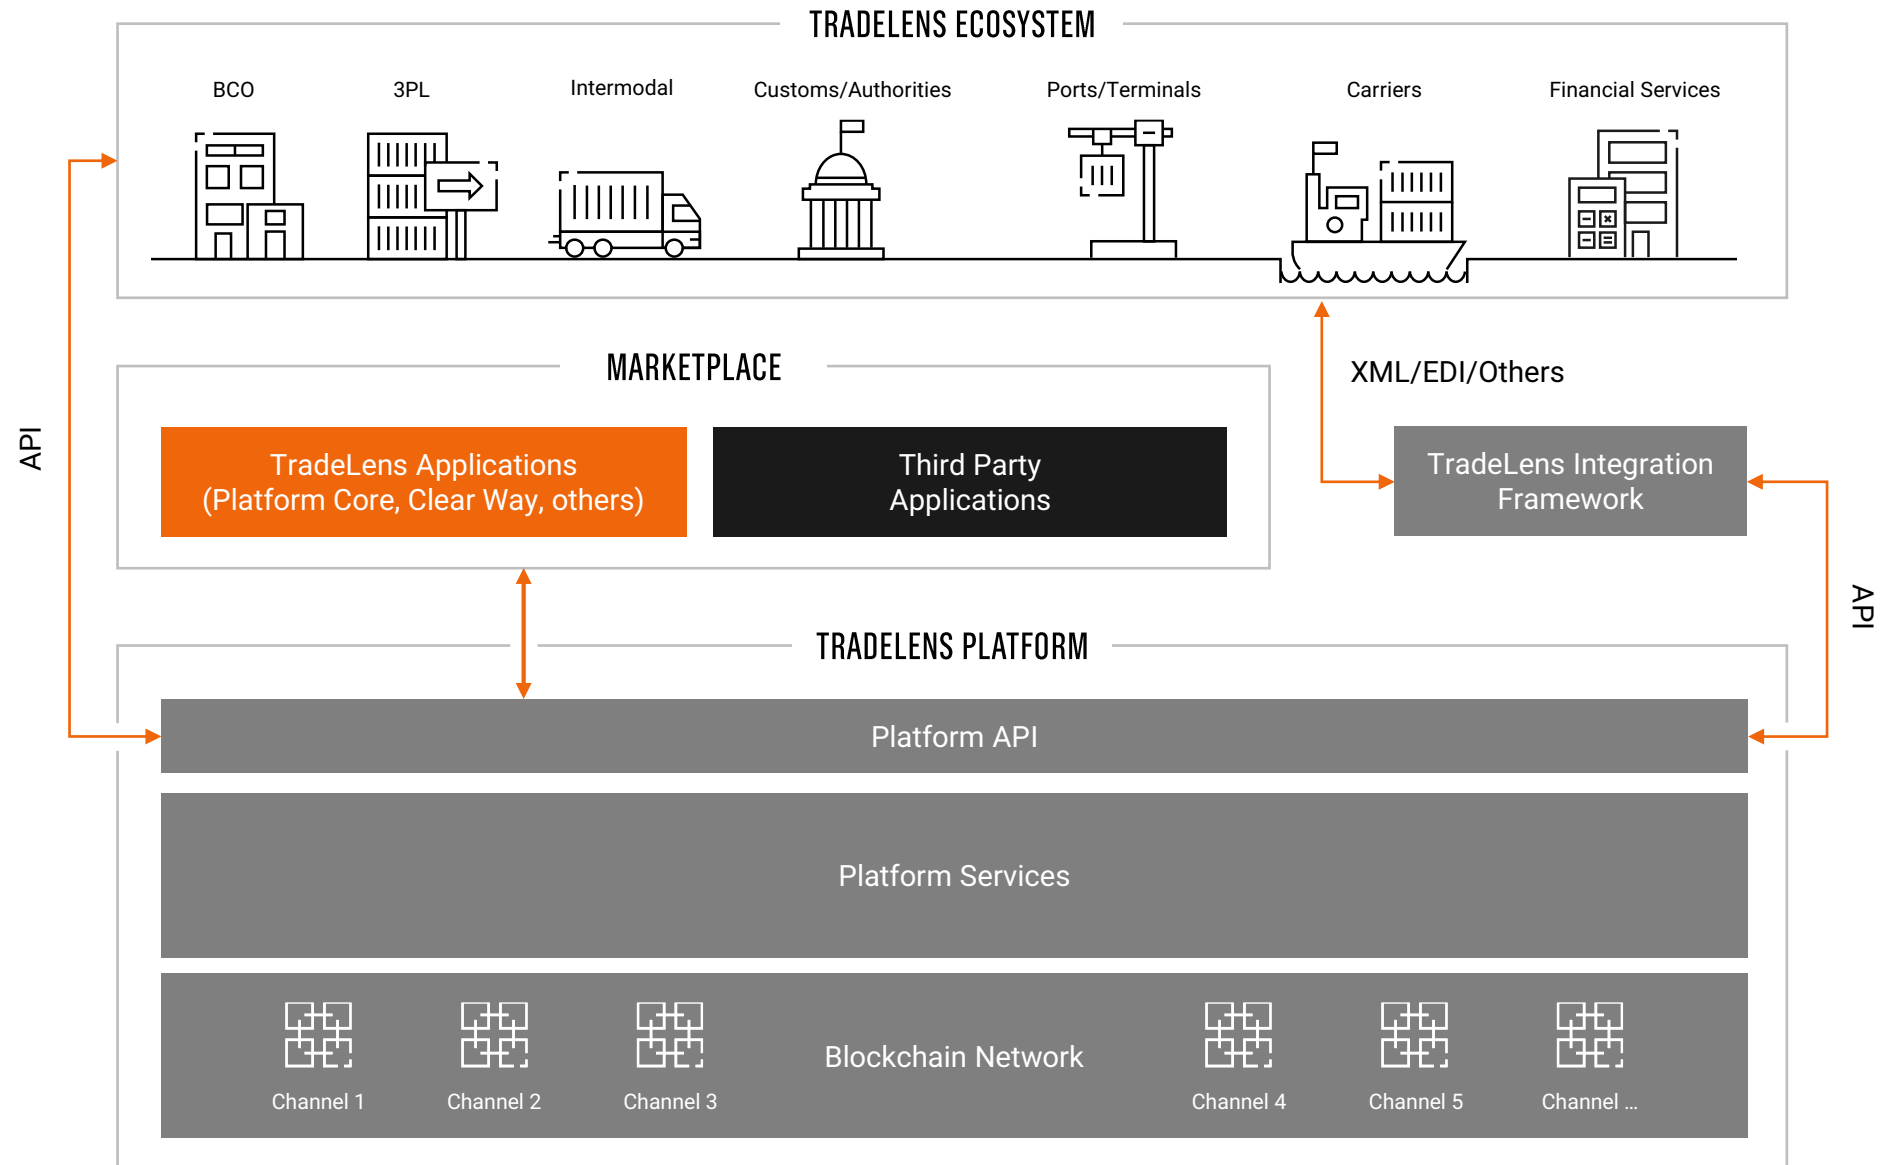 TRADELENS ECOSYSTEM
BCO
3PL
Intermodal
Customs/Authorities
Ports/Terminals
Carriers
Financial Services
API
XML/EDI/Others
MARKETPLACE
TradeLens Applications
(Platform Core, Clear Way, others)
Third Party
Applications
TradeLens Integration
Framework
API
TRADELENS PLATFORM
Platform API
Platform Services
Blockchain Network
Channel 1
Channel 2
Channel 3
Channel 4
Channel 5
Channel ...